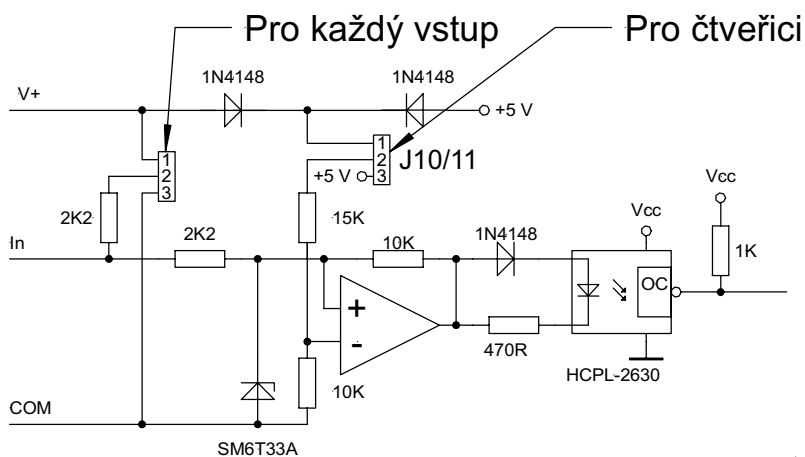 Pro každý vstup
Pro čtveřici
1N4148
1N4148
V+
+5 V
1
2
3
1
2
3
J10/11
+5 V
Vcc
Vcc
2K2
15K
In
2K2
10K
1N4148
1K
OC
+
-
470R
10K
HCPL-2630
COM
SM6T33A